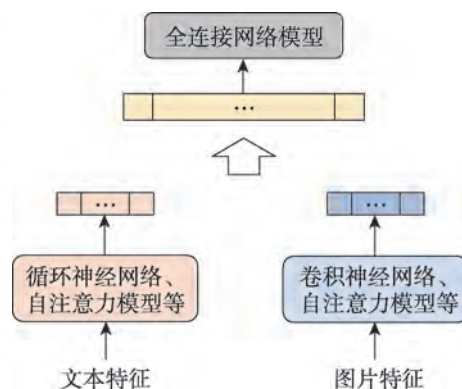 全连接网络模型
...
... ...
循环神经网络、 卷积神经网络、
自注意力模型等 自注意力模型等
文本特征 图片特征